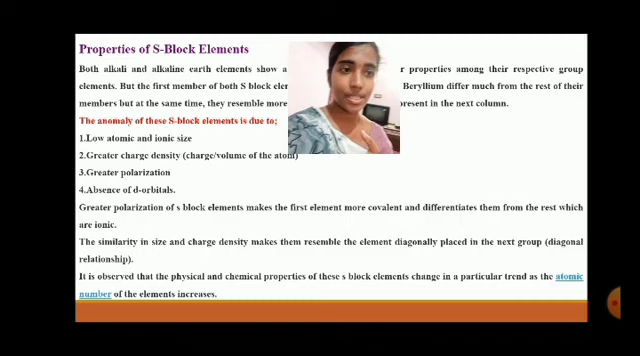 Properties of S-Block Elements
Both alkali and alkaline earth elements show a r properties among their respective group
elements. But the first member of both S block eler Beryllium differ much from the rest of their
members but at the same time, they resemble more present in the next column.
The anomaly of these S-block elements is due to;
1.Low atomic and ionic size
2.Greater charge density (charge/volume of the atom)
3.Greater polarization
4.Absence of d-orbitals.
Greater polarization of s block elements makes the first element more covalent and differentiates them from the rest which
are ionic.
The similarity in size and charge density makes them resemble the element diagonally placed in the next group (diagonal
relationship).
It is observed that the physical and chemical properties of these s block elements change in a particular trend as the atomic
number of the elements increases.